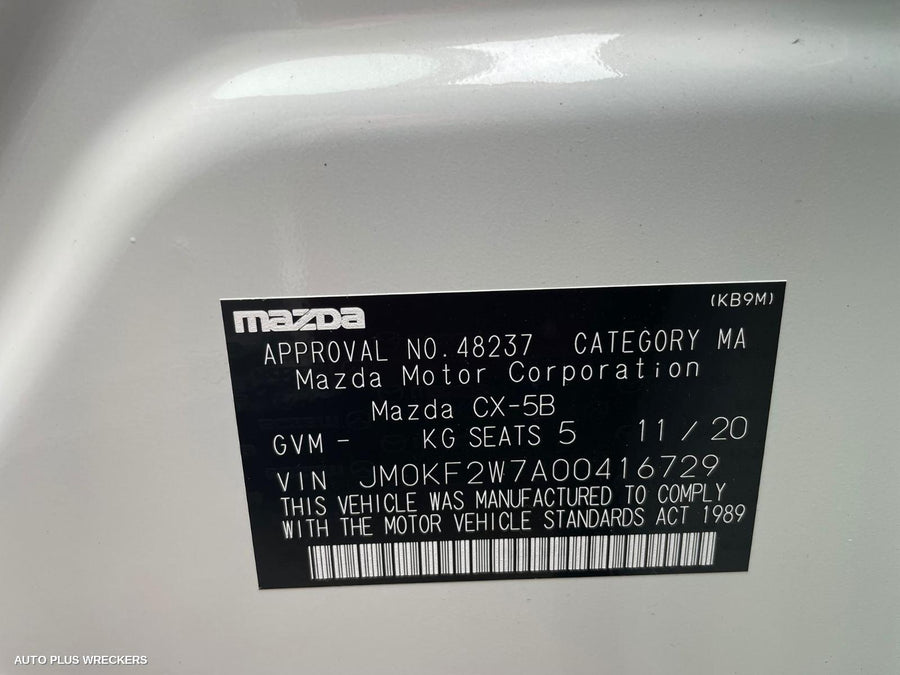 mazda (KB9M)
APPROVAL NO. 48237 CATEGORY MA
Mazda Motor Corporation
Mazda CX-5B
GVM - KG SEATS 5 11 / 20
VIN JM0KF2W7A00416729
THIS VEHICLE WAS MANUFACTURED TO COMPLY
WITH THE MOTOR VEHICLE STANDARDS ACT 1989
AUTO PLUS WRECKERS